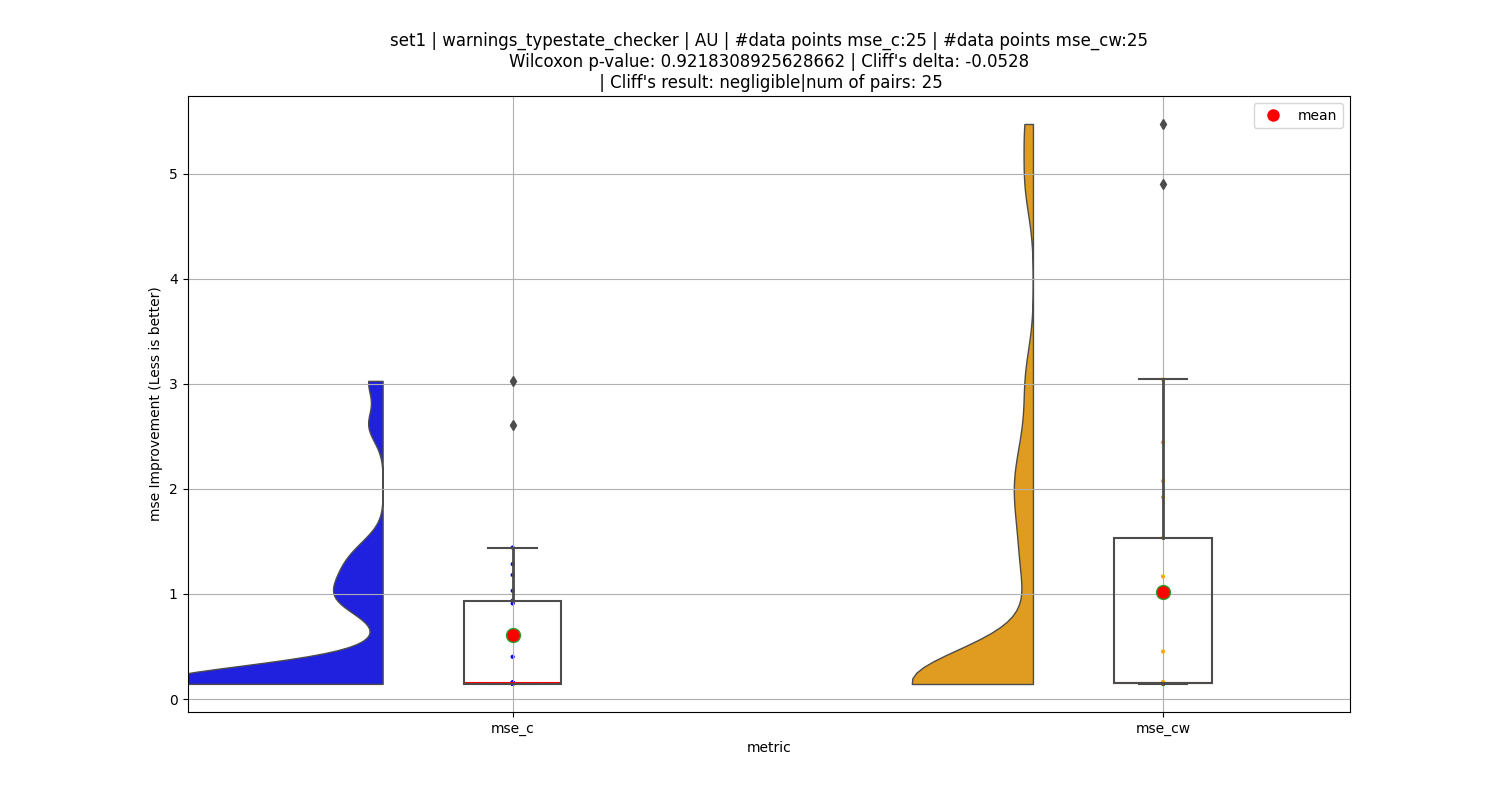 set1 | warnings_typestate_checker | AU | #data points mse_c:25 | #data points mse_cw:25
Wilcoxon p-value: 0.9218308925628662 | Cliff's delta: -0.0528
| Cliff's result: negligible|num of pairs: 25
mean
5
4
3
2
1
0
mse Improvement (Less is better)
mse_c
mse_cw
metric